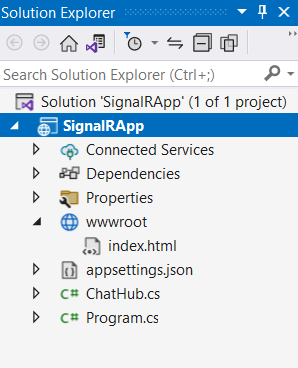 Solution Explorer
Search Solution Explorer (Ctrl+;)
Solution 'SignalRApp' (1 of 1 project)
SignalRApp
Connected Services
Dependencies
Properties
wwwroot
index.html
appsettings.json
C# ChatHub.cs
C# Program.cs